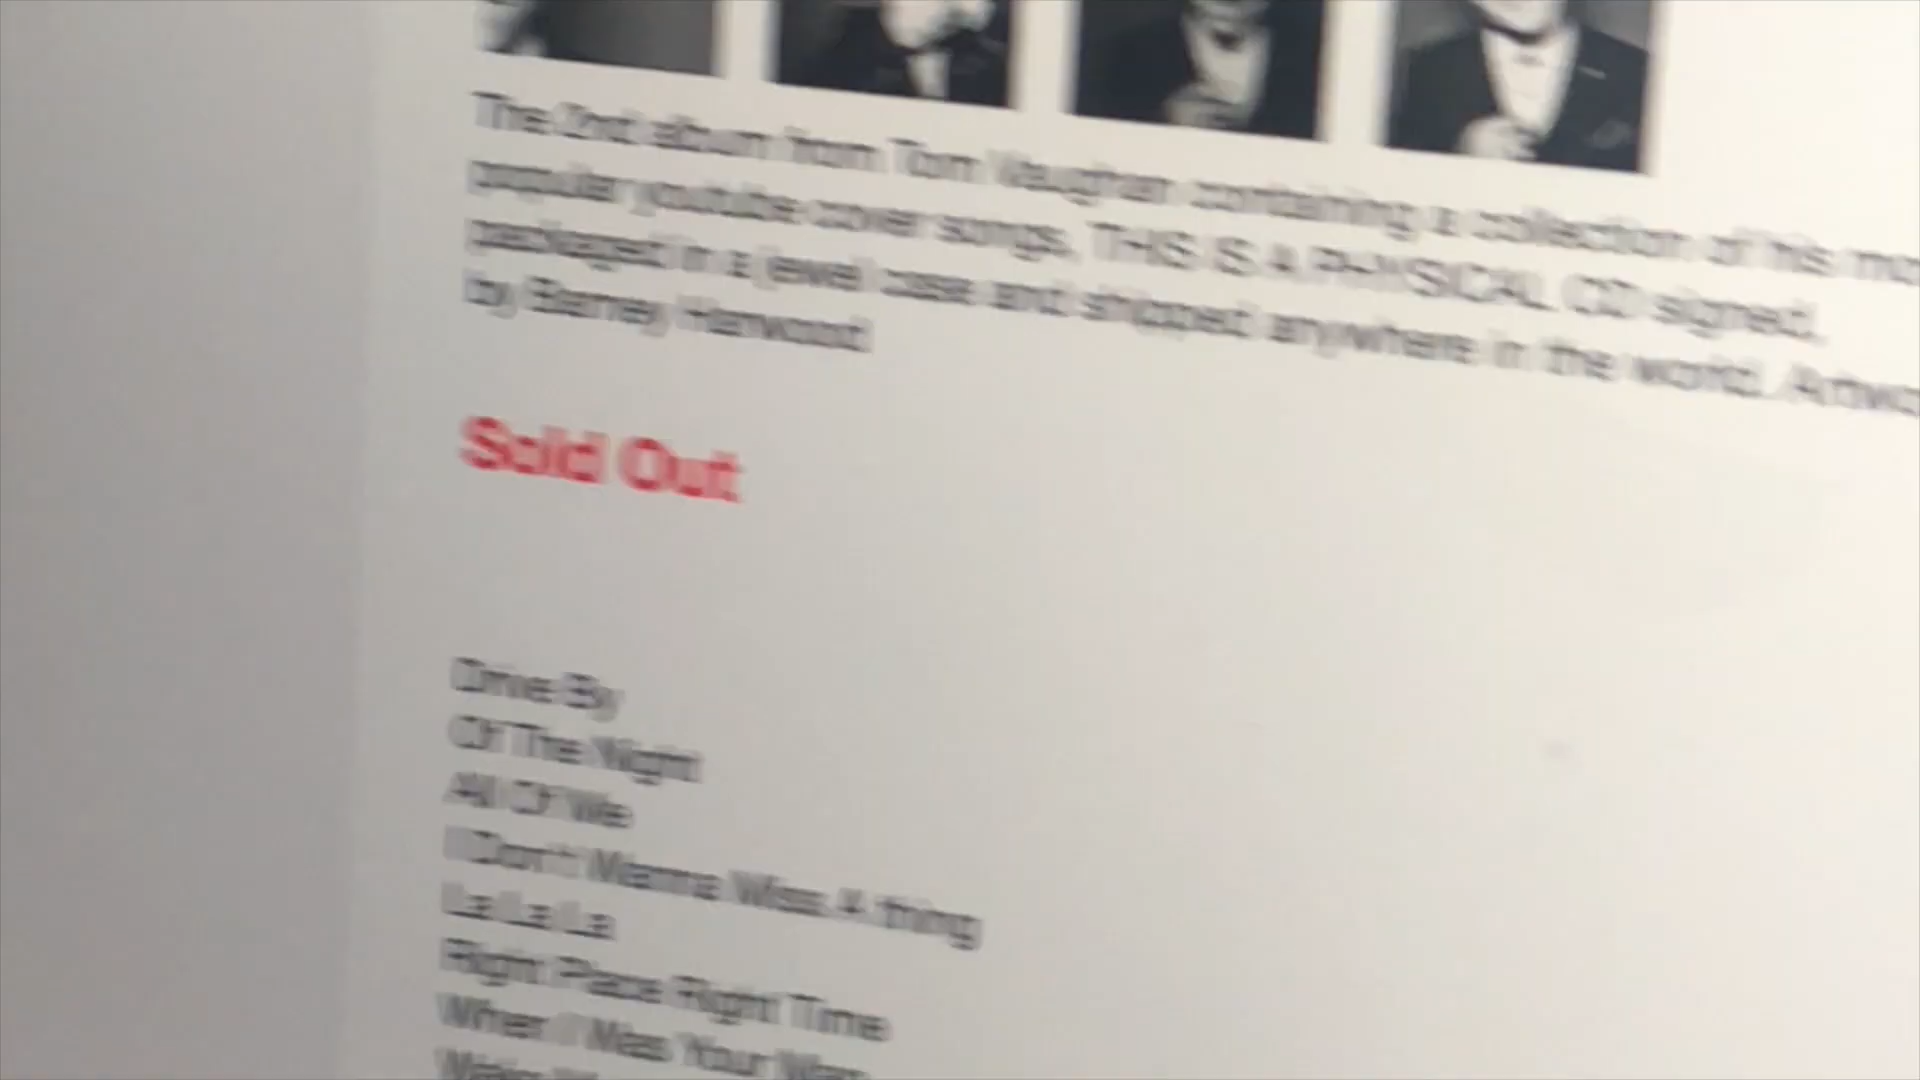 The 2nd album from Tom Vaughan containing a collection of his mo
popular youtube cover songs. THIS IS A PHYSICAL CD signed,
packaged in a jewel case and shipped anywhere in the world. Artwo
by Barney Harwood
Sold Out
Drive By
Of The Night
All Of Me
I Don't Wanna Miss A thing
La La La
Right Place Right Time
When I Was Your Man